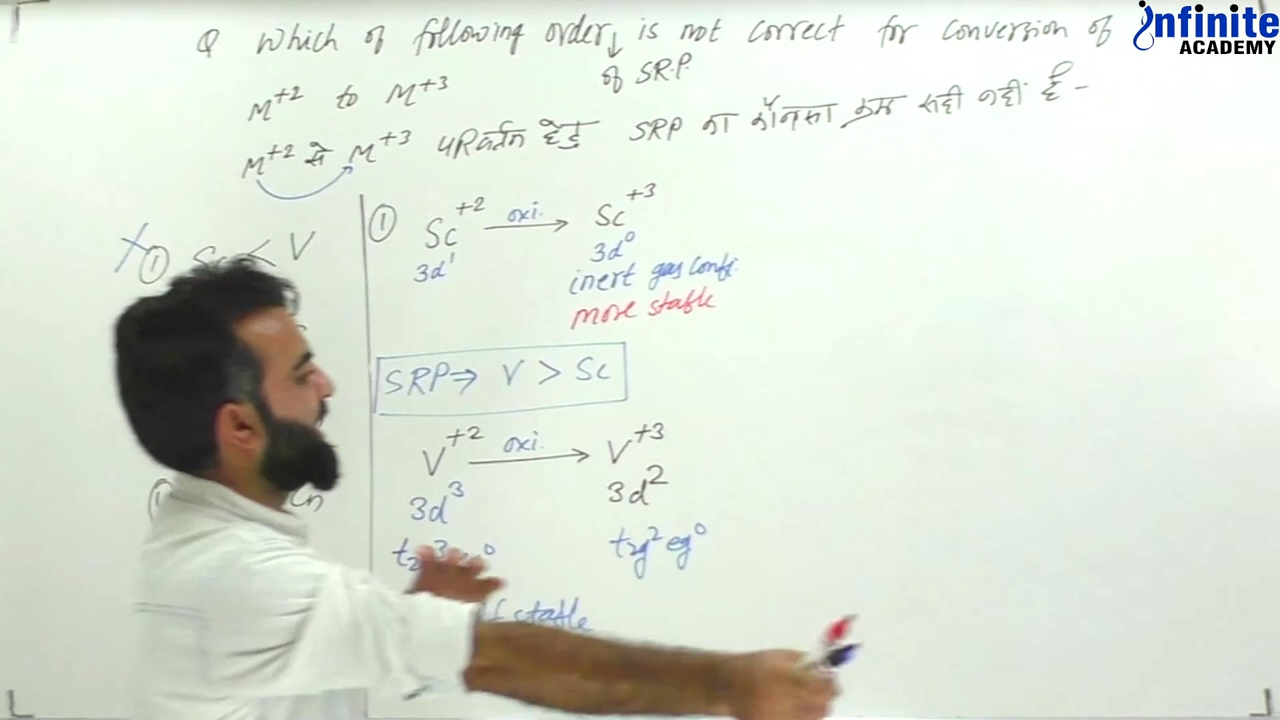 Infinite
ACADEMY
Q Which of following order is not correct for conversion of
of SRP
M+2 to M+3
M+2 से M+3 परिवर्तन हेतु SRP का कौनसा क्रम सही नहीं है -
① < V
① Sc+2 oxi. → Sc+3
3d1 3d0
inert gas conf.
more stable
SRP ⇒ V > Sc
V+2 oxi. → V+3
3d3 3d2
t2g2 eg0
stable